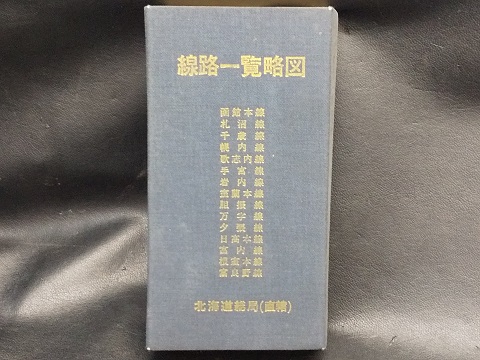 線路一覧略図
函館本線
札沼線
千歳線
幌内線
歌志内線
手宮線
岩内線
室蘭本線
胆振線
万字線
夕張線
日高本線
富内線
根室本線
富良野線
北海道総局(直轄)